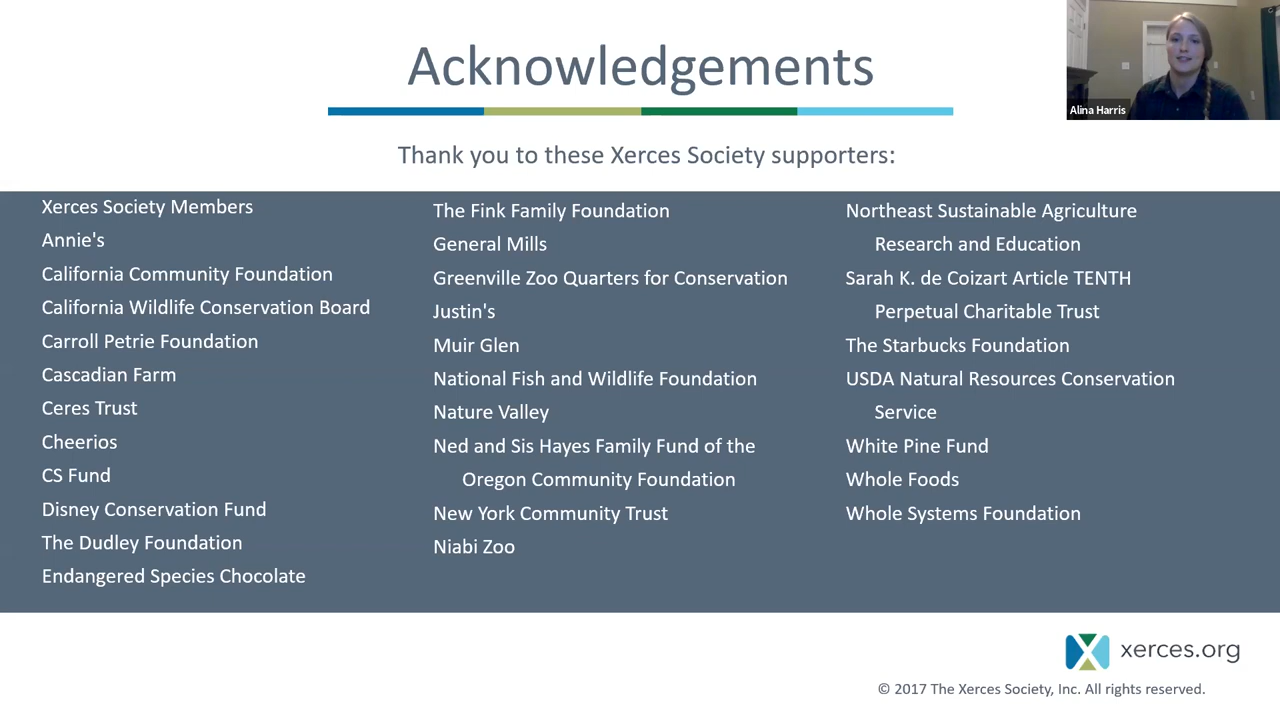 Acknowledgements
Alina Harris
Thank you to these Xerces Society supporters:
Xerces Society Members
Annie's
California Community Foundation
California Wildlife Conservation Board
Carroll Petrie Foundation
Cascadian Farm
Ceres Trust
Cheerios
CS Fund
Disney Conservation Fund
The Dudley Foundation
Endangered Species Chocolate
The Fink Family Foundation
General Mills
Greenville Zoo Quarters for Conservation
Justin's
Muir Glen
National Fish and Wildlife Foundation
Nature Valley
Ned and Sis Hayes Family Fund of the
Oregon Community Foundation
New York Community Trust
Niabi Zoo
Northeast Sustainable Agriculture
Research and Education
Sarah K. de Coizart Article TENTH
Perpetual Charitable Trust
The Starbucks Foundation
USDA Natural Resources Conservation
Service
White Pine Fund
Whole Foods
Whole Systems Foundation
xerces.org
© 2017 The Xerces Society, Inc. All rights reserved.